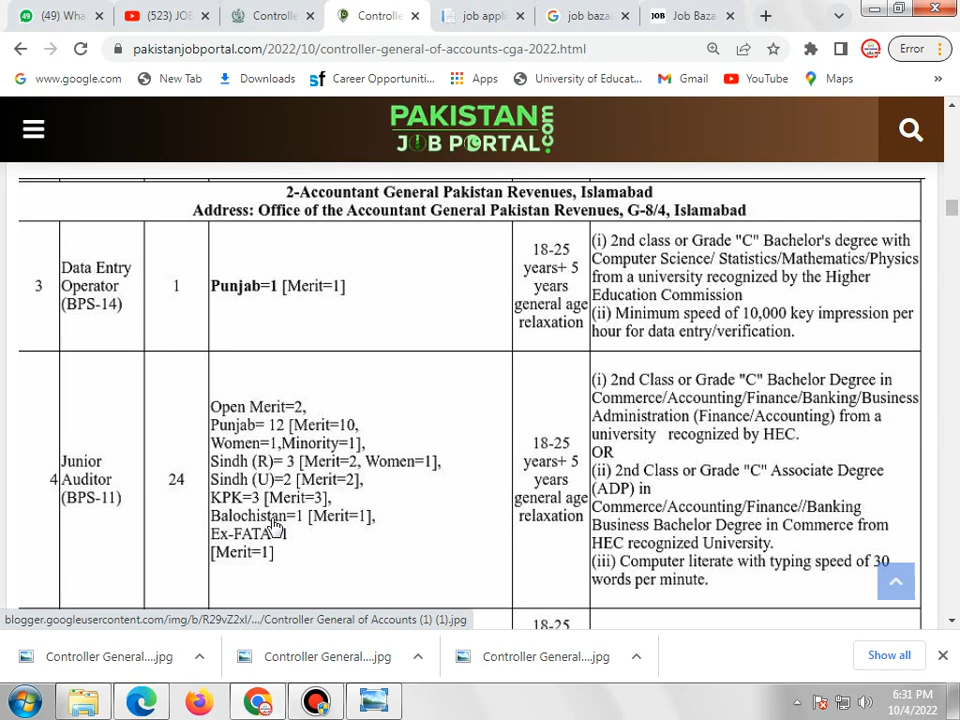 (49) Wha
(523) JOB
Controlle
Controlle
job appli
job baza
JOB Job Baza
pakistanjobportal.com/2022/10/controller-general-of-accounts-cga-2022.html
Error
www.google.com
New Tab
Downloads
Career Opportuniti...
Apps
University of Educat...
Gmail
YouTube
Maps
»
PAKISTAN
JOB PORTAL
.com
2-Accountant General Pakistan Revenues, Islamabad
Address: Office of the Accountant General Pakistan Revenues, G-8/4, Islamabad
3
Data Entry
Operator
(BPS-14)
1
Punjab=1 [Merit=1]
18-25
years+ 5
years
general age
relaxation
(i) 2nd class or Grade "C" Bachelor's degree with
Computer Science/ Statistics/Mathematics/Physics
from a university recognized by the Higher
Education Commission
(ii) Minimum speed of 10,000 key impression per
hour for data entry/verification.
4
Junior
Auditor
(BPS-11)
24
Open Merit=2,
Punjab= 12 [Merit=10,
Women=1,Minority=1],
Sindh (R)= 3 [Merit=2, Women=1],
Sindh (U)=2 [Merit=2],
KPK=3 [Merit=3],
Balochistan=1 [Merit=1],
Ex-FATA 1
[Merit=1]
18-25
years+ 5
years
general age
relaxation
(i) 2nd Class or Grade "C" Bachelor Degree in
Commerce/Accounting/Finance/Banking/Business
Administration (Finance/Accounting) from a
university recognized by HEC.
OR
(ii) 2nd Class or Grade "C" Associate Degree
(ADP) in
Commerce/Accounting/Finance//Banking
Business Bachelor Degree in Commerce from
HEC recognized University.
(iii) Computer literate with typing speed of 30
words per minute.
18-25
blogger.googleusercontent.com/img/b/R29vZ2xl/.../Controller General of Accounts (1) (1).jpg
Controller General....jpg
Controller General....jpg
Controller General....jpg
Show all
6:31 PM
10/4/2022